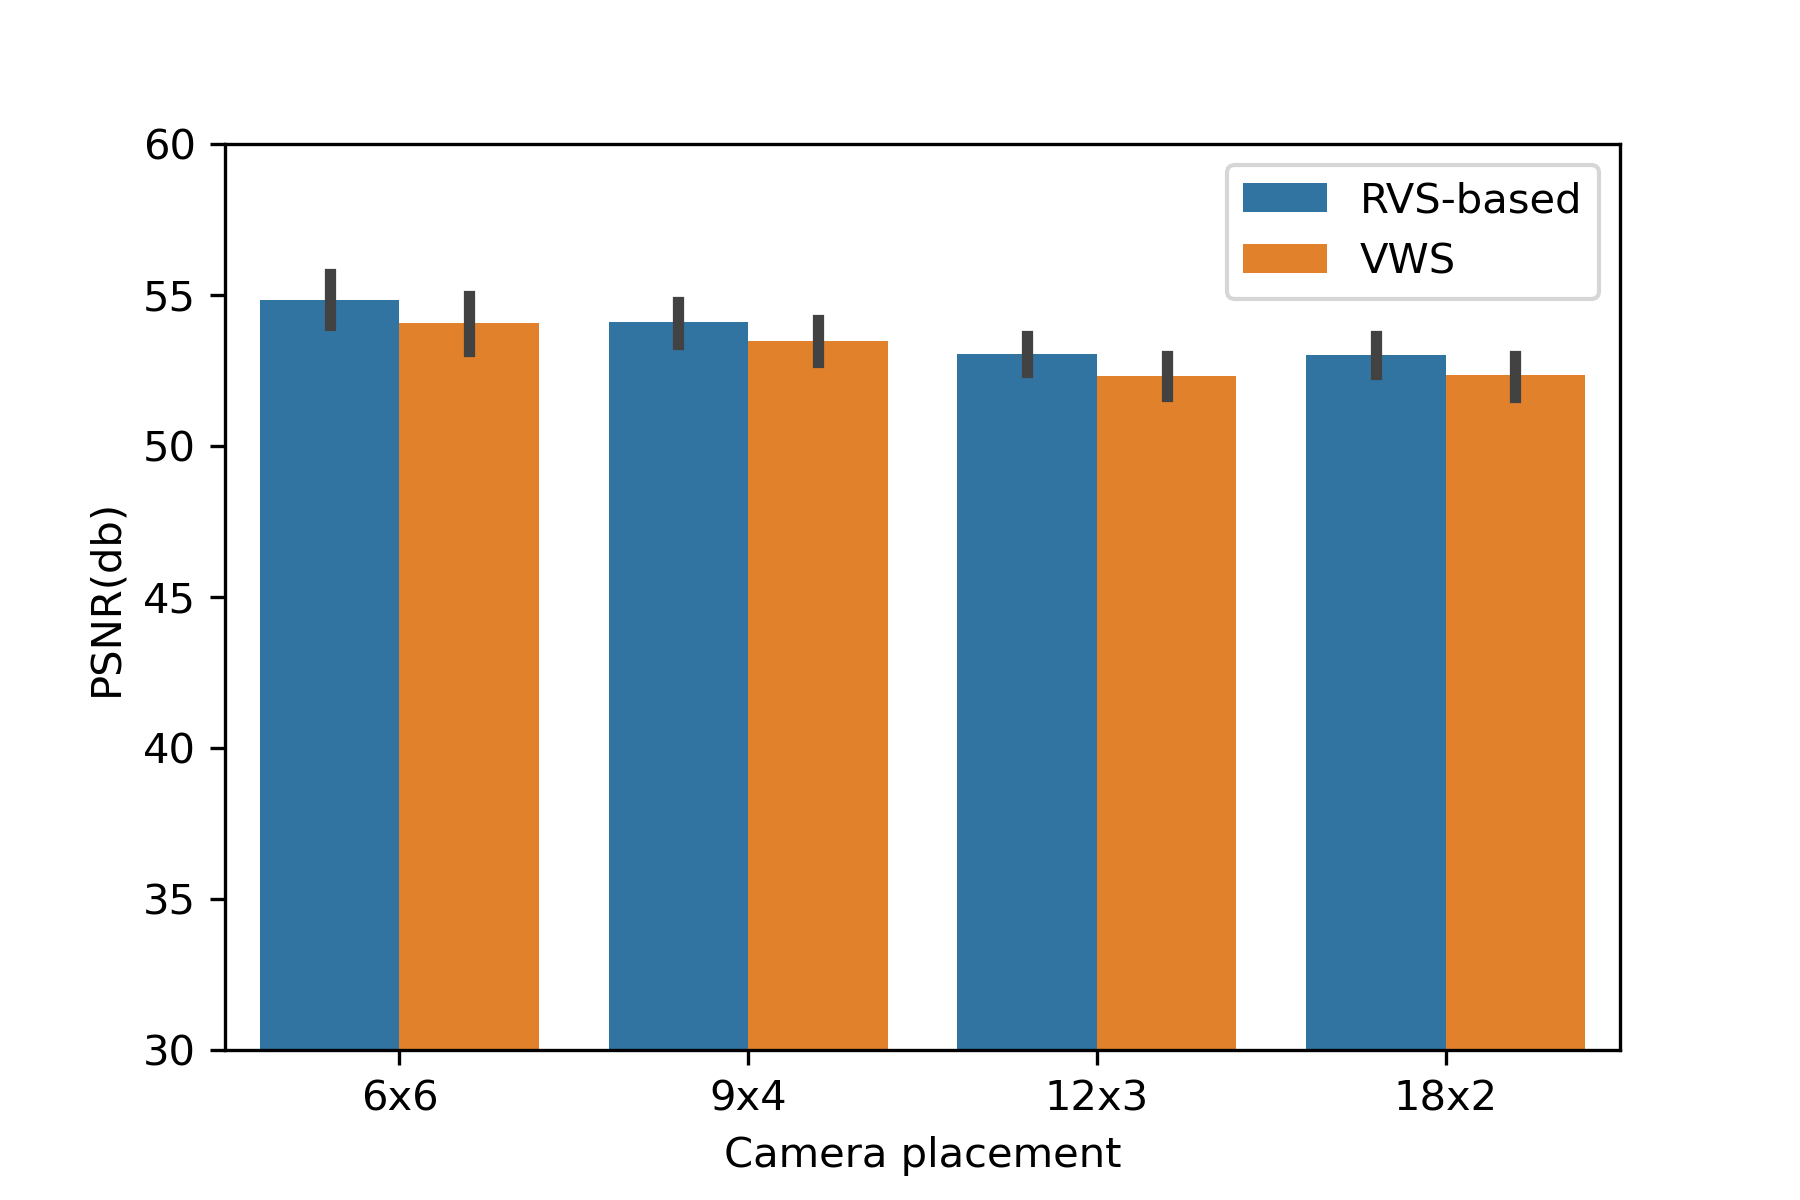 60
55
50
45
40
35
30
PSNR(db)
RVS-based
VWS
6x6
9x4
12x3
18x2
Camera placement